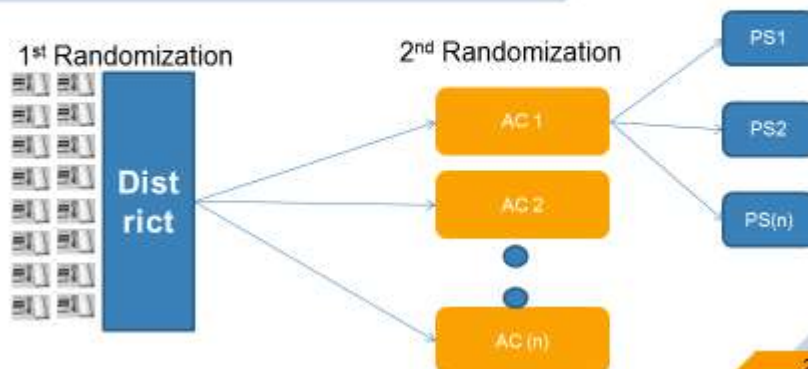 1st Randomization
2nd Randomization
Dist
rict
AC 1
AC 2
AC (n)
PS1
PS2
PS(n)